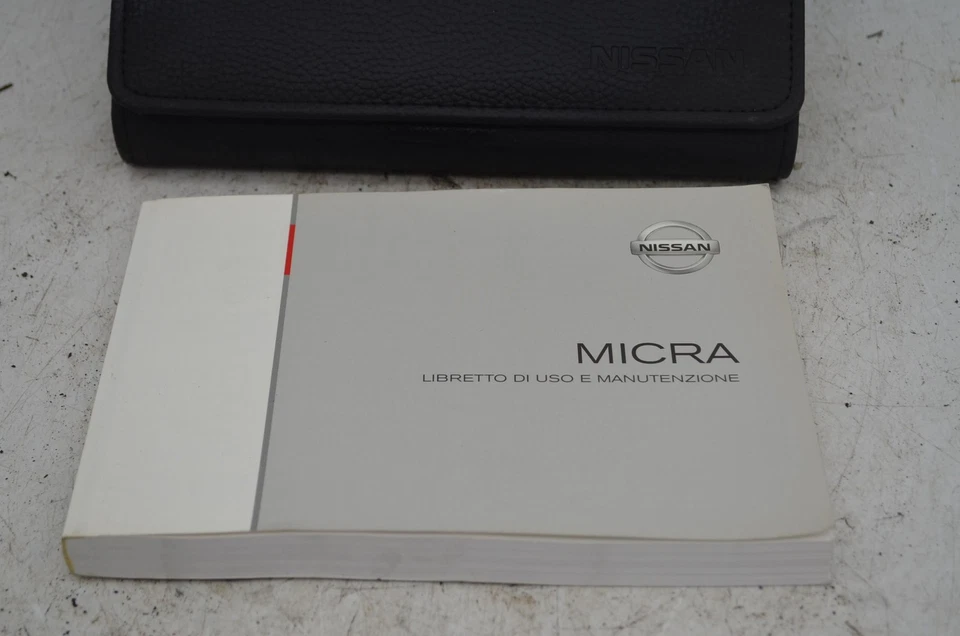 NISSAN
NISSAN
MICRA
LIBRETTO DI USO E MANUTENZIONE